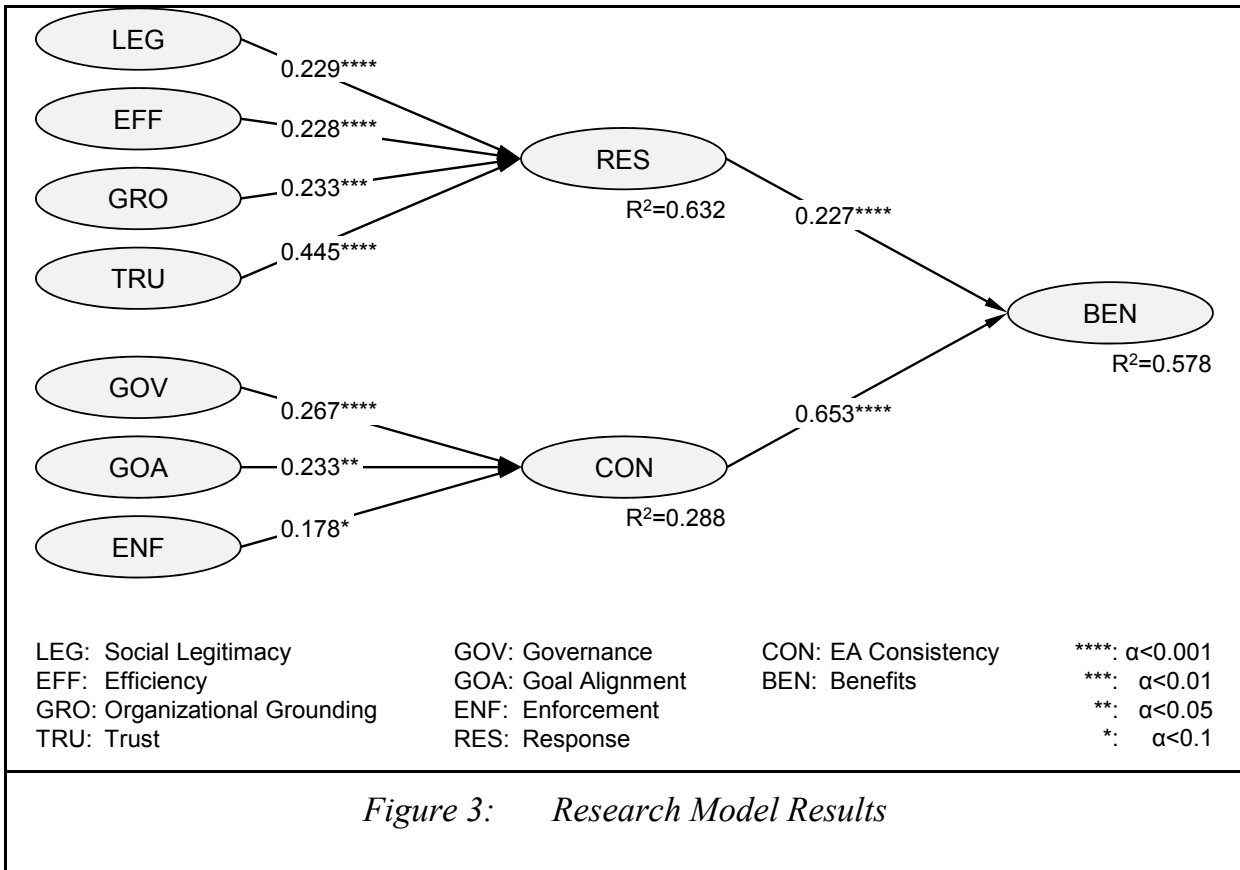 LEG
0.229****
EFF
0.228****
GRO
0.233***
TRU
0.445****
RES
R²=0.632
0.227****
BEN
R²=0.578
GOV
0.267****
GOA
0.233**
ENF
0.178*
CON
R²=0.288
0.653****
LEG: Social Legitimacy
EFF: Efficiency
GRO: Organizational Grounding
TRU: Trust
GOV: Governance
GOA: Goal Alignment
ENF: Enforcement
RES: Response
CON: EA Consistency
BEN: Benefits
****: α<0.001
***: α<0.01
**: α<0.05
*: α<0.1
Figure 3: Research Model Results